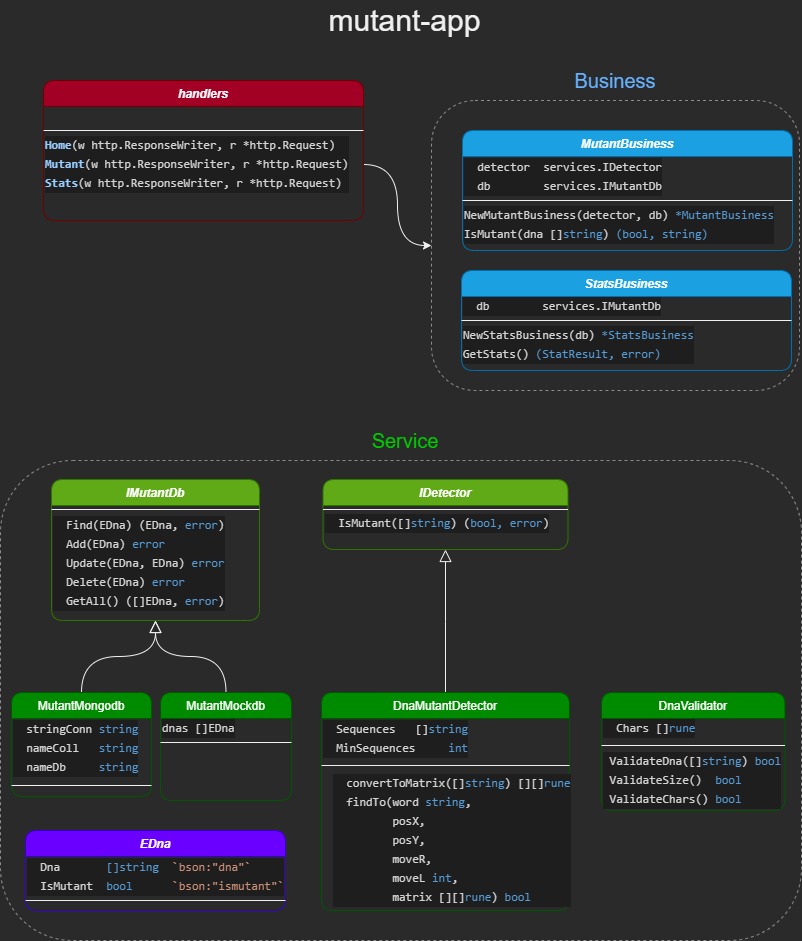 mutant-app
handlers
Home(w http.ResponseWriter, r *http.Request)
Mutant(w http.ResponseWriter, r *http.Request)
Stats(w http.ResponseWriter, r *http.Request)
Business
MutantBusiness
detector services.IDetector
db services.IMutantDb
NewMutantBusiness(detector, db) *MutantBusiness
IsMutant(dna []string) (bool, string)
StatsBusiness
db services.IMutantDb
NewStatsBusiness(db) *StatsBusiness
GetStats() (StatResult, error)
Service
IMutantDb
Find(EDna) (EDna, error)
Add(EDna) error
Update(EDna, EDna) error
Delete(EDna) error
GetAll() ([]EDna, error)
IDetector
IsMutant([]string) (bool, error)
MutantMongodb
stringConn string
nameColl string
nameDb string
MutantMockdb
dnas []EDna
DnaMutantDetector
Sequences []string
MinSequences int
convertToMatrix([]string) [][]rune
findTo(word string,
posX,
posY,
moveR,
moveL int,
matrix [][]rune) bool
DnaValidator
Chars []rune
ValidateDna([]string) bool
ValidateSize() bool
ValidateChars() bool
EDna
Dna []string `bson:"dna"`
IsMutant bool `bson:"ismutant"`